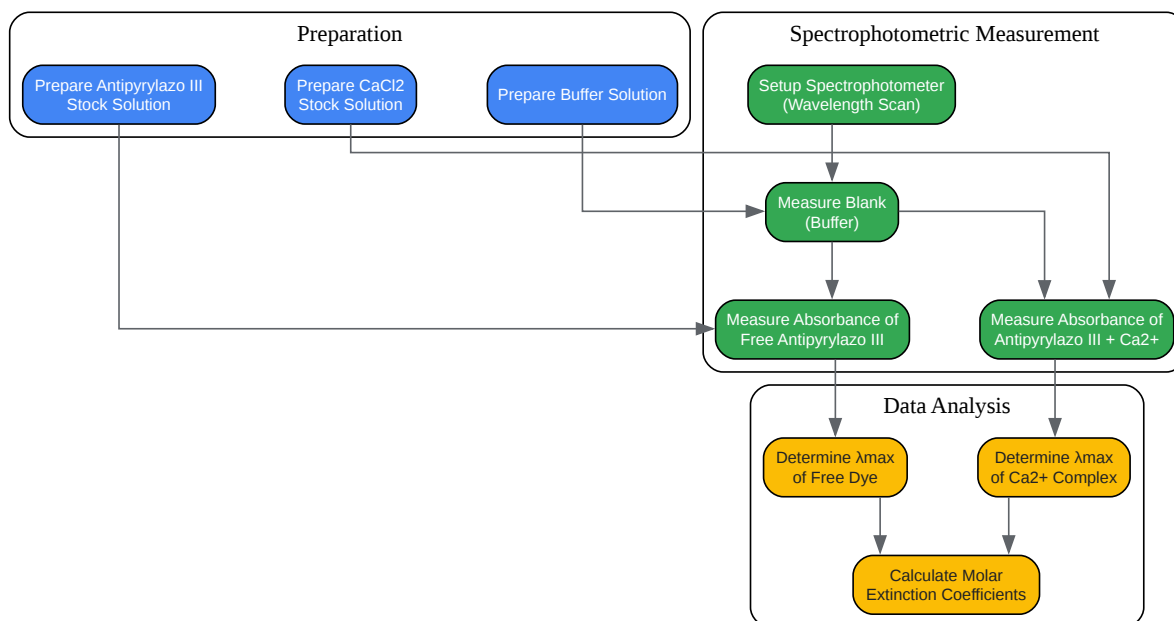 Preparation
Prepare Antipyrylazo III
Stock Solution
Prepare CaCl2
Stock Solution
Prepare Buffer Solution
Spectrophotometric Measurement
Setup Spectrophotometer
(Wavelength Scan)
Measure Blank
(Buffer)
Measure Absorbance of
Free Antipyrylazo III
Measure Absorbance of
Antipyrylazo III + Ca2+
Data Analysis
Determine λmax
of Free Dye
Determine λmax
of Ca2+ Complex
Calculate Molar
Extinction Coefficients